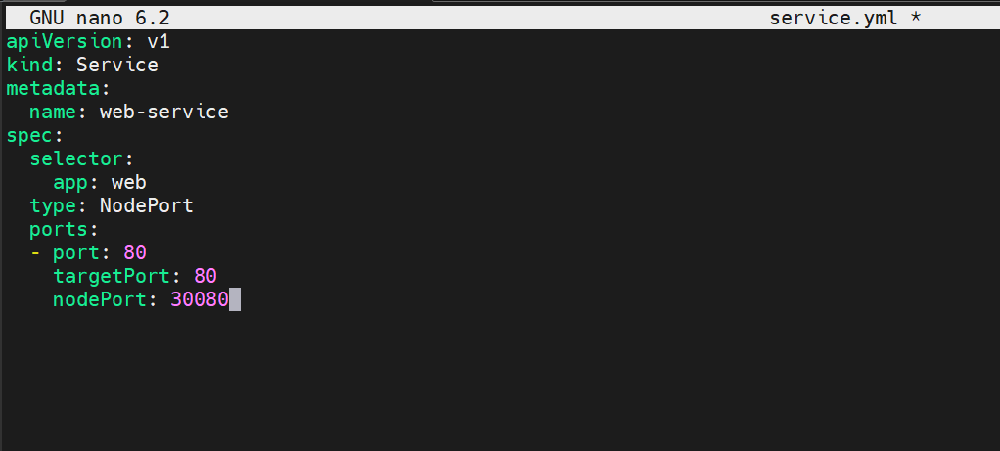 GNU nano 6.2 service.yml *
apiVersion: v1
kind: Service
metadata:
  name: web-service
spec:
  selector:
    app: web
  type: NodePort
  ports:
  - port: 80
    targetPort: 80
    nodePort: 30080